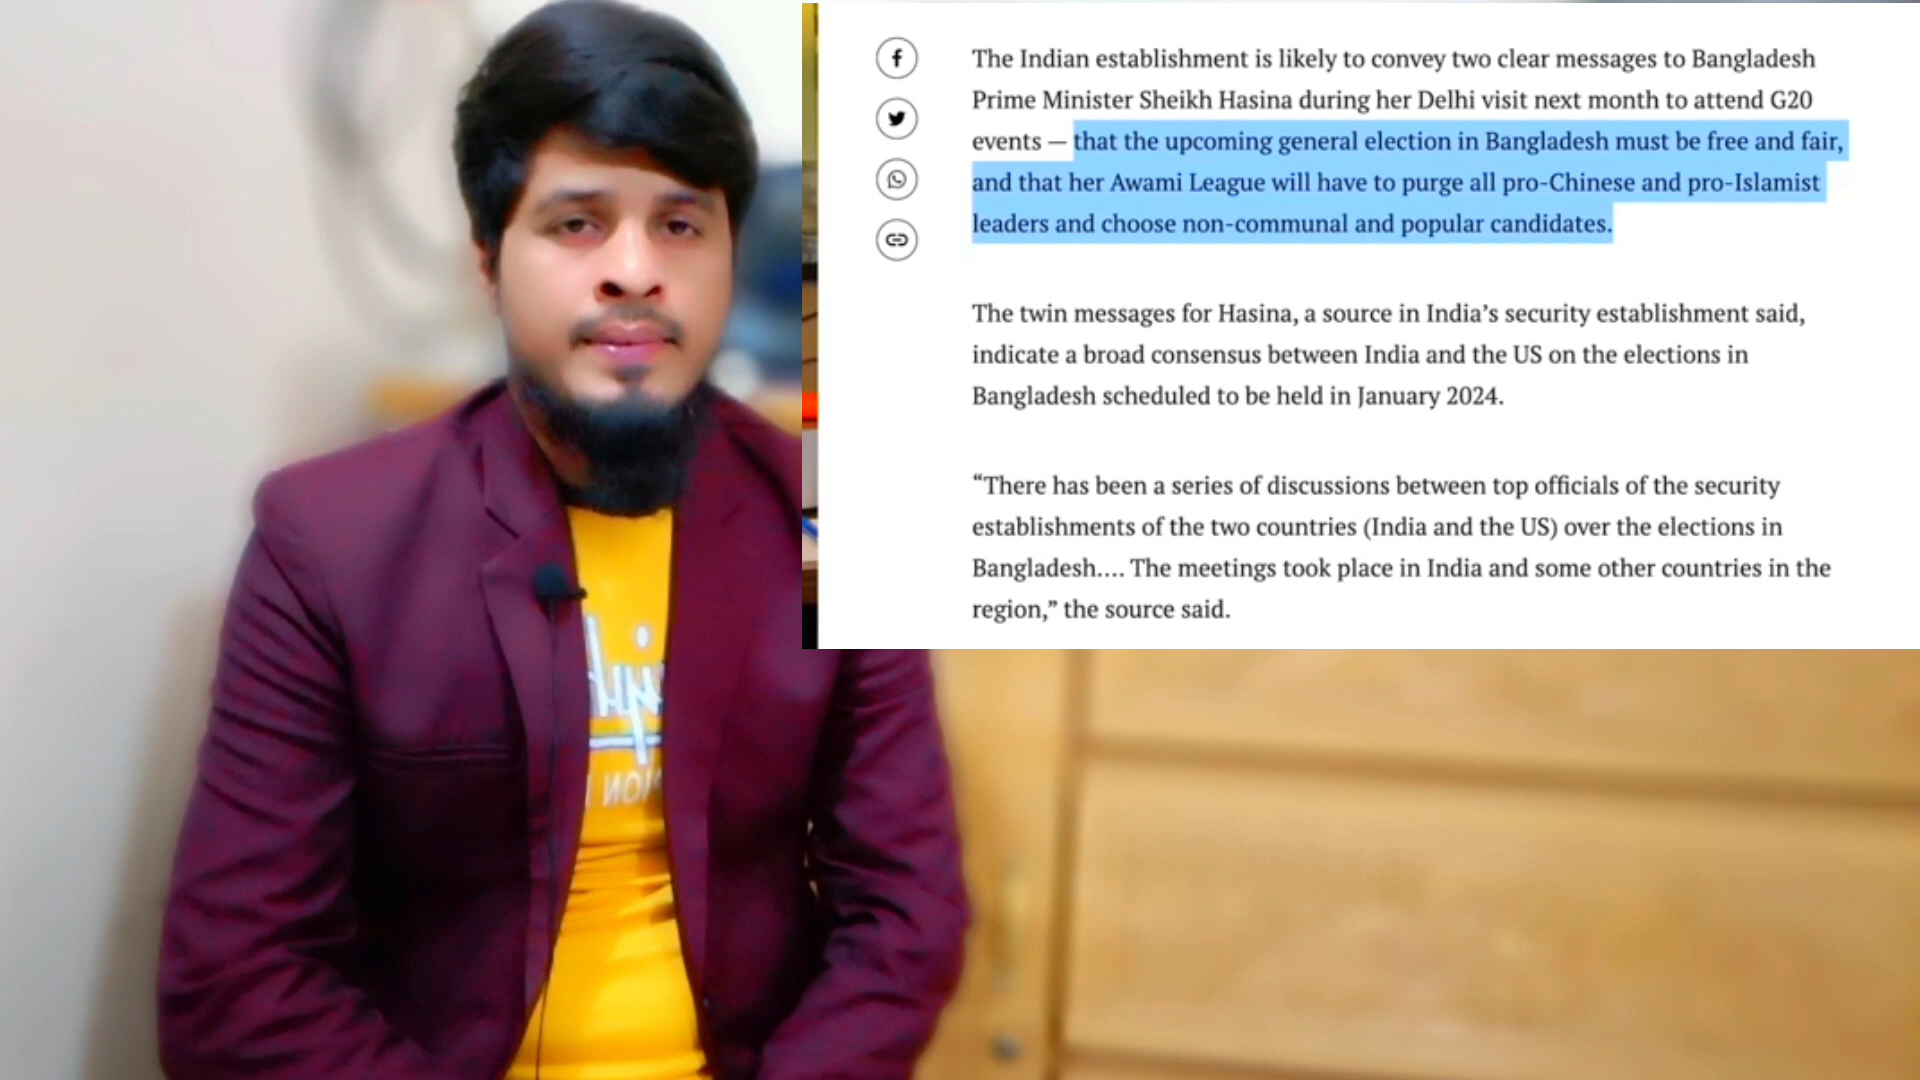 The Indian establishment is likely to convey two clear messages to Bangladesh
Prime Minister Sheikh Hasina during her Delhi visit next month to attend G20
events — that the upcoming general election in Bangladesh must be free and fair,
and that her Awami League will have to purge all pro-Chinese and pro-Islamist
leaders and choose non-communal and popular candidates.
The twin messages for Hasina, a source in India’s security establishment said,
indicate a broad consensus between India and the US on the elections in
Bangladesh scheduled to be held in January 2024.
“There has been a series of discussions between top officials of the security
establishments of the two countries (India and the US) over the elections in
Bangladesh.... The meetings took place in India and some other countries in the
region,” the source said.